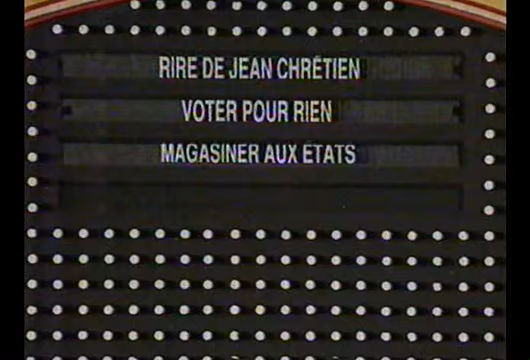 RIRE DE JEAN CHRÉTIEN
VOTER POUR RIEN
MAGASINER AUX ÉTATS